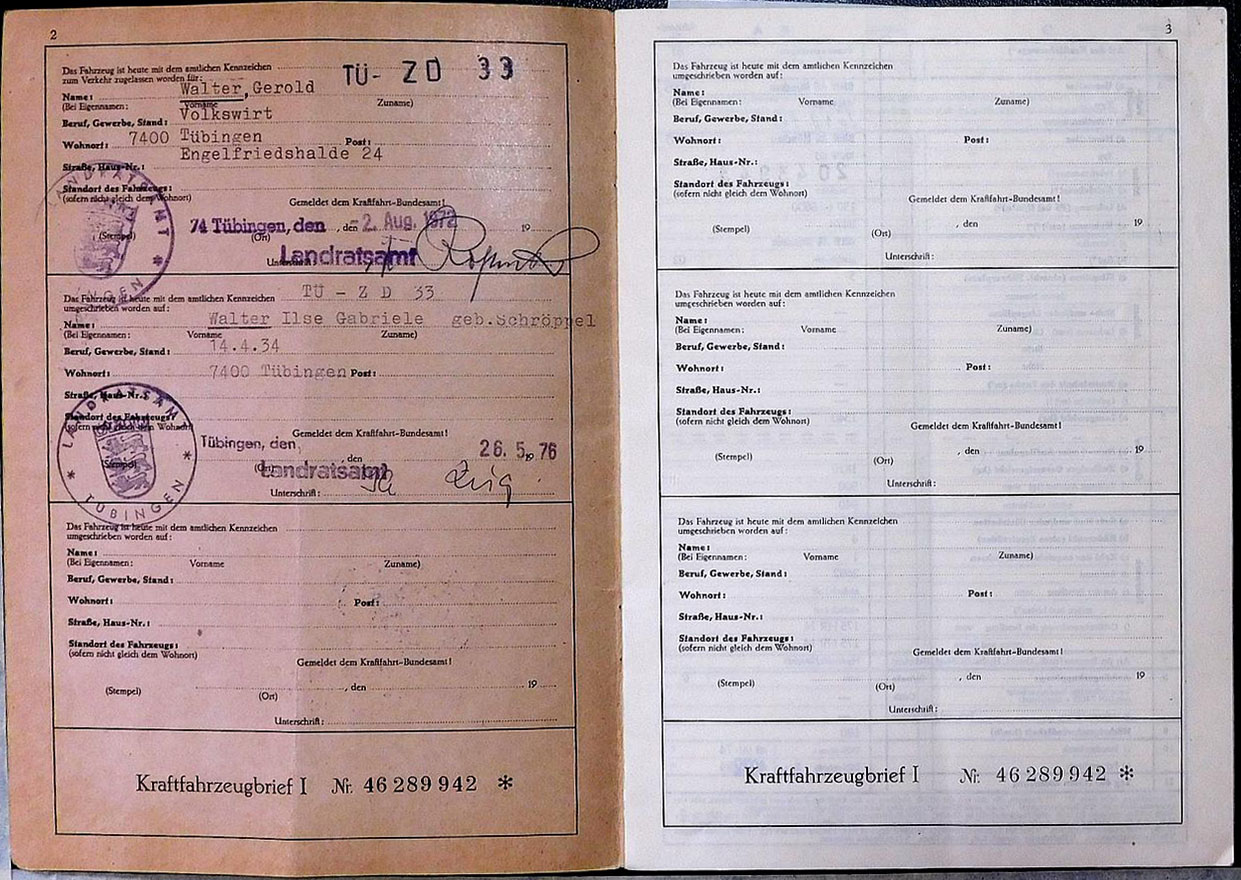 2
Das Fahrzeug ist heute mit dem amtlichen Kennzeichen TÜ- ZD 33
zum Verkehr zugelassen worden für:
Name: Walter, Gerold
(Bei Eigennamen: Vorname Zuname)
Beruf, Gewerbe, Stand: Volkswirt
Wohnort: 7400 Tübingen Post:
Straße, Haus-Nr.: Engelfriedshalde 24
Standort des Fahrzeugs:
(sofern nicht gleich dem Wohnort)
Gemeldet dem Kraftfahrt-Bundesamt!
LANDRATSAMT
74 Tübingen, den , den -2. Aug. 1972 19
(Stempel) (Ort)
Landratsamt
Das Fahrzeug ist heute mit dem amtlichen Kennzeichen TÜ - Z D 33
umgeschrieben worden auf:
Name: Walter Ilse Gabriele geb.Schröppel
(Bei Eigennamen: Vorname Zuname)
Beruf, Gewerbe, Stand: 14.4.34
Wohnort: 7400 Tübingen Post:
Straße, Haus-Nr.:
Standort des Fahrzeugs:
(sofern nicht gleich dem Wohnort)
Gemeldet dem Kraftfahrt-Bundesamt!
LANDRATSAMT * TÜBINGEN *
Tübingen, den , den 26. 5. 19 76
(Stempel) (Ort)
Landratsamt
Unterschrift:
Das Fahrzeug ist heute mit dem amtlichen Kennzeichen
umgeschrieben worden auf:
Name:
(Bei Eigennamen: Vorname Zuname)
Beruf, Gewerbe, Stand:
Wohnort: Post:
Straße, Haus-Nr.:
Standort des Fahrzeugs:
(sofern nicht gleich dem Wohnort)
Gemeldet dem Kraftfahrt-Bundesamt!
(Stempel) , den 19
(Ort)
Unterschrift:
Kraftfahrzeugbrief I Nr. 46 289 942 *
3
Das Fahrzeug ist heute mit dem amtlichen Kennzeichen
umgeschrieben worden auf:
Name:
(Bei Eigennamen: Vorname Zuname)
Beruf, Gewerbe, Stand:
Wohnort: Post:
Straße, Haus-Nr.:
Standort des Fahrzeugs:
(sofern nicht gleich dem Wohnort)
Gemeldet dem Kraftfahrt-Bundesamt!
(Stempel) , den 19
(Ort)
Unterschrift:
Das Fahrzeug ist heute mit dem amtlichen Kennzeichen
umgeschrieben worden auf:
Name:
(Bei Eigennamen: Vorname Zuname)
Beruf, Gewerbe, Stand:
Wohnort: Post:
Straße, Haus-Nr.:
Standort des Fahrzeugs:
(sofern nicht gleich dem Wohnort)
Gemeldet dem Kraftfahrt-Bundesamt!
(Stempel) , den 19
(Ort)
Unterschrift:
Das Fahrzeug ist heute mit dem amtlichen Kennzeichen
umgeschrieben worden auf:
Name:
(Bei Eigennamen: Vorname Zuname)
Beruf, Gewerbe, Stand:
Wohnort: Post:
Straße, Haus-Nr.:
Standort des Fahrzeugs:
(sofern nicht gleich dem Wohnort)
Gemeldet dem Kraftfahrt-Bundesamt!
(Stempel) , den 19
(Ort)
Unterschrift:
Kraftfahrzeugbrief I Nr. 46 289 942 *